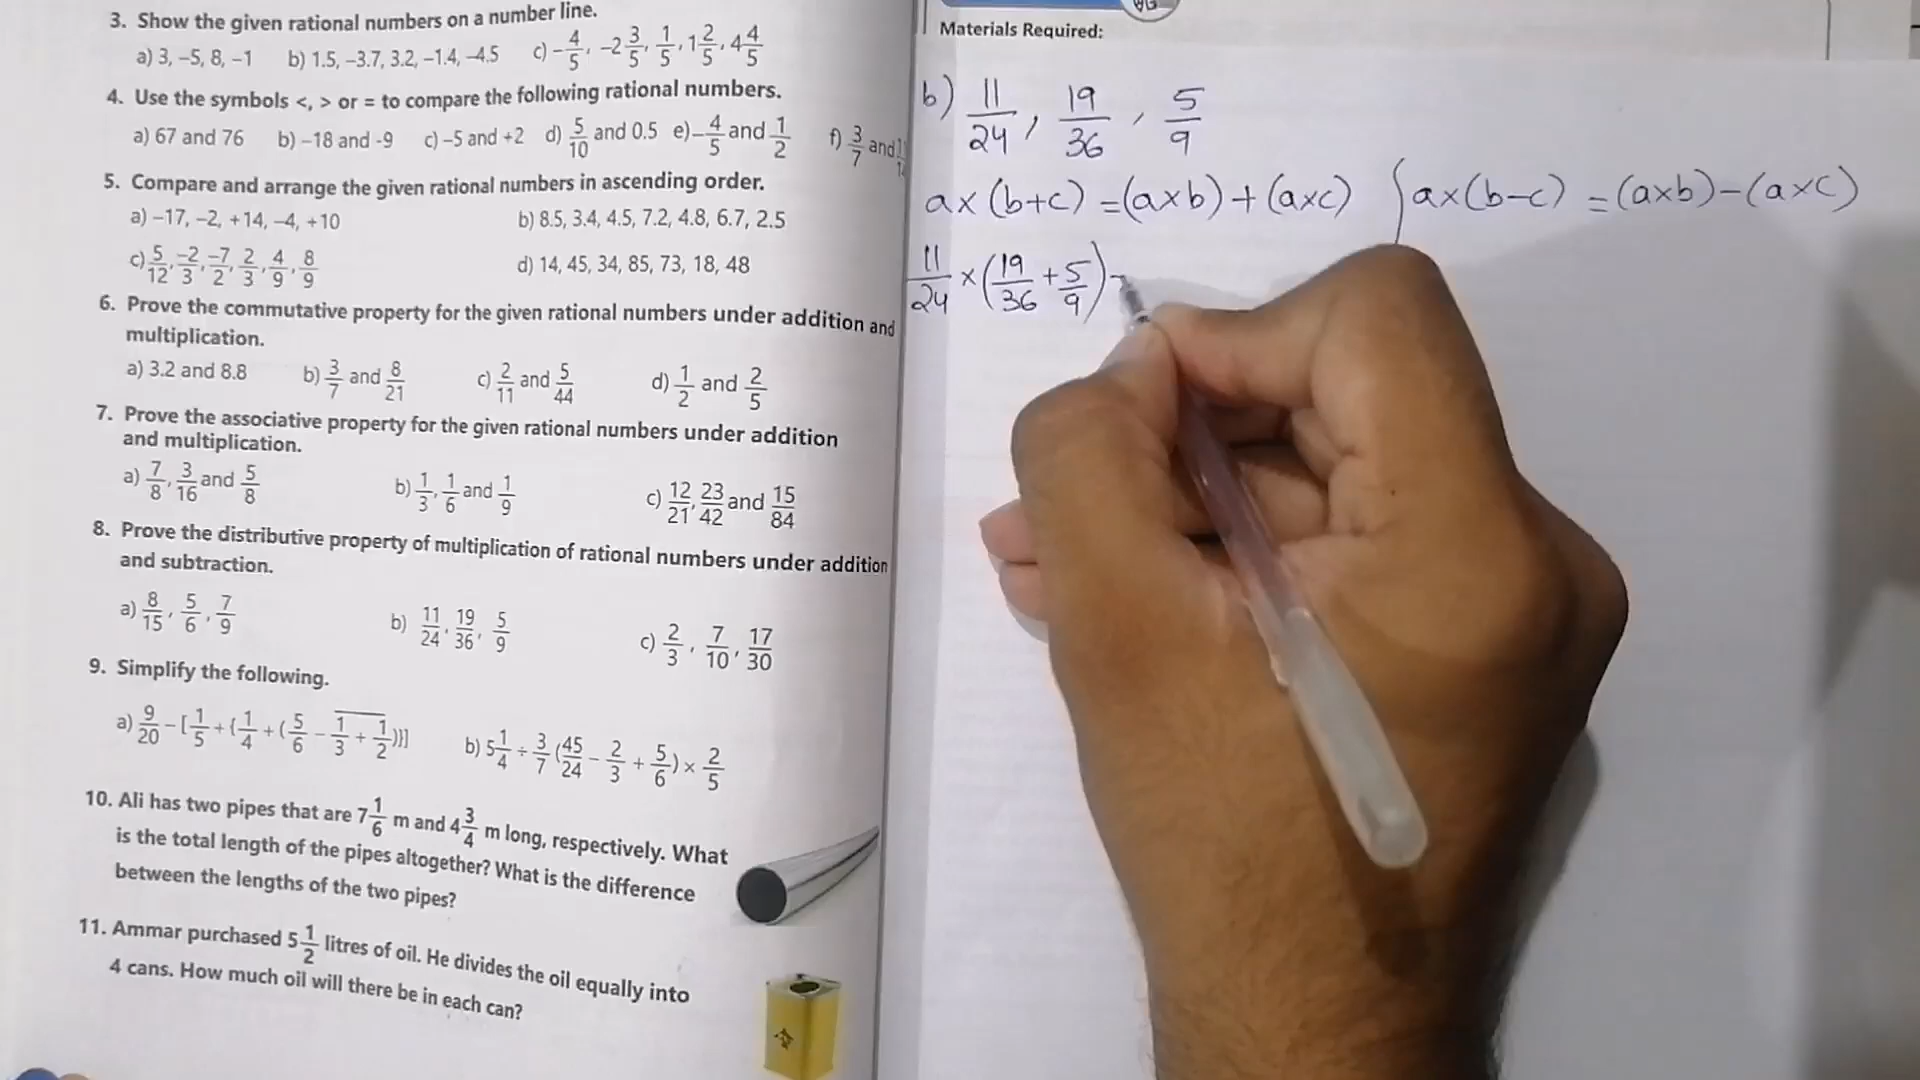 3. Show the given rational numbers on a number line.
a) 3, –5, 8, –1 b) 1.5, –3.7, 3.2, –1.4, –4.5 c) –4/5, –2 3/5, 1/5, 1 2/5, 4 4/5
4. Use the symbols <, > or = to compare the following rational numbers.
a) 67 and 76 b) –18 and -9 c) –5 and +2 d) 5/10 and 0.5 e) –4/5 and 1/2 f) 3/7 and
5. Compare and arrange the given rational numbers in ascending order.
a) –17, –2, +14, –4, +10 b) 8.5, 3.4, 4.5, 7.2, 4.8, 6.7, 2.5
c) 5/12, –2/3, –7/2, 2/3, 4/9, 8/9 d) 14, 45, 34, 85, 73, 18, 48
6. Prove the commutative property for the given rational numbers under addition and
multiplication.
a) 3.2 and 8.8 b) 3/7 and 8/21 c) 2/11 and 5/44 d) 1/2 and 2/5
7. Prove the associative property for the given rational numbers under addition
and multiplication.
a) 7/8, 3/16 and 5/8 b) 1/3, 1/6 and 1/9 c) 12/21, 23/42 and 15/84
8. Prove the distributive property of multiplication of rational numbers under addition
and subtraction.
a) 8/15, 5/6, 7/9 b) 11/24, 19/36, 5/9 c) 2/3, 7/10, 17/30
9. Simplify the following.
a) 9/20 – [1/5 + {1/4 + (5/6 – 1̅/̅3̅ ̅+̅ 1/2)}] b) 5 1/4 ÷ 3/7 (45/24 – 2/3 + 5/6) × 2/5
10. Ali has two pipes that are 7 1/6 m and 4 3/4 m long, respectively. What
is the total length of the pipes altogether? What is the difference
between the lengths of the two pipes?
11. Ammar purchased 5 1/2 litres of oil. He divides the oil equally into
4 cans. How much oil will there be in each can?
Materials Required:
b) 11/24, 19/36, 5/9
a×(b+c) = (a×b)+(a×c) a×(b–c) = (a×b)–(a×c)
11/24 × (19/36 + 5/9)